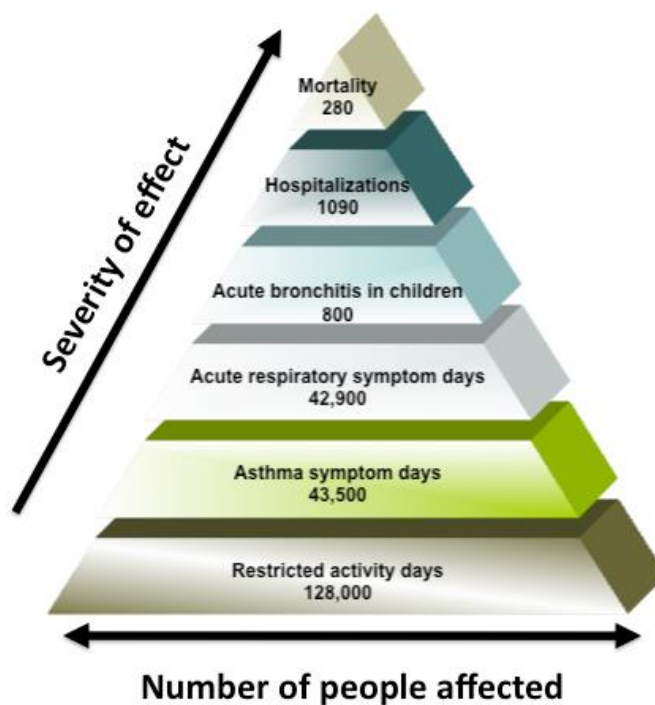 Severity of effect
Mortality
280
Hospitalizations
1090
Acute bronchitis in children
800
Acute respiratory symptom days
42,900
Asthma symptom days
43,500
Restricted activity days
128,000
Number of people affected